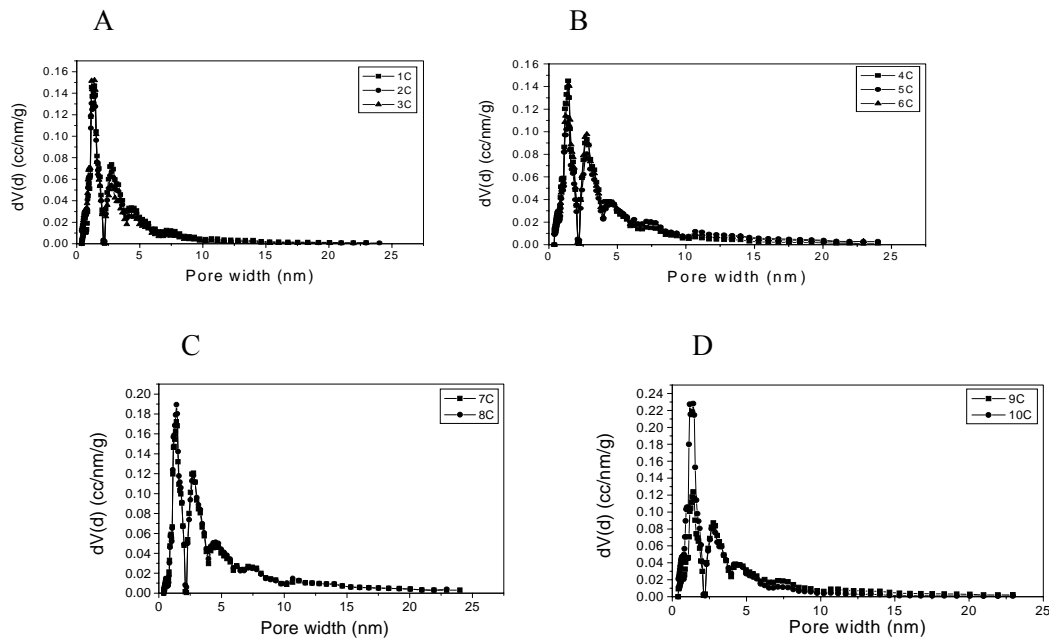 A
dV(d) (cc/nm/g)
0.16
0.14
0.12
0.10
0.08
0.06
0.04
0.02
0.00
0 5 10 15 20 25
Pore width (nm)
1C
2C
3C
B
dV(d) (cc/nm/g)
0.16
0.14
0.12
0.10
0.08
0.06
0.04
0.02
0.00
0 5 10 15 20 25
Pore width (nm)
4C
5C
6C
C
dV(d) (cc/nm/g)
0.20
0.18
0.16
0.14
0.12
0.10
0.08
0.06
0.04
0.02
0.00
0 5 10 15 20 25
Pore width (nm)
7C
8C
D
dV(d) (cc/nm/g)
0.24
0.22
0.20
0.18
0.16
0.14
0.12
0.10
0.08
0.06
0.04
0.02
0.00
0 5 10 15 20 25
Pore width (nm)
9C
10C